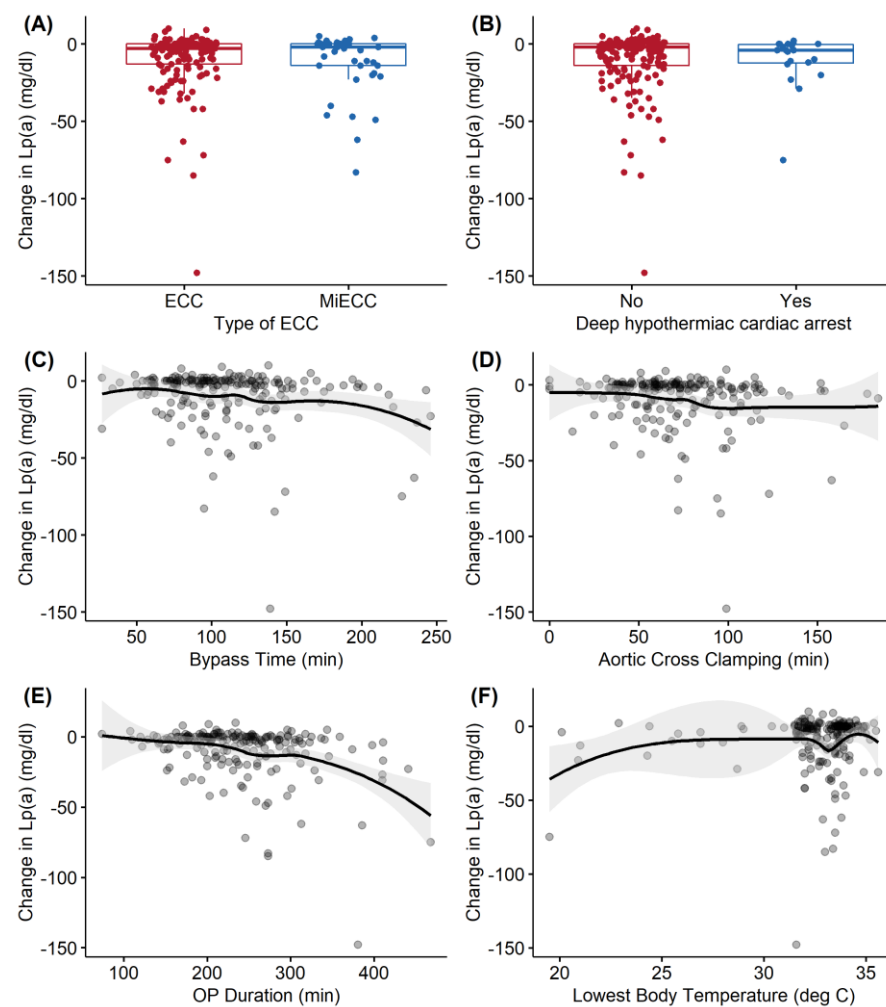 (A)
Change in Lp(a) (mg/dl)
0
-50
-100
-150
ECC
MiECC
Type of ECC
(B)
Change in Lp(a) (mg/dl)
0
-50
-100
-150
No
Yes
Deep hypothermiac cardiac arrest
(C)
Change in Lp(a) (mg/dl)
0
-50
-100
-150
50 100 150 200 250
Bypass Time (min)
(D)
Change in Lp(a) (mg/dl)
0
-50
-100
-150
0 50 100 150
Aortic Cross Clamping (min)
(E)
Change in Lp(a) (mg/dl)
0
-50
-100
-150
100 200 300 400
OP Duration (min)
(F)
Change in Lp(a) (mg/dl)
0
-50
-100
-150
20 25 30 35
Lowest Body Temperature (deg C)